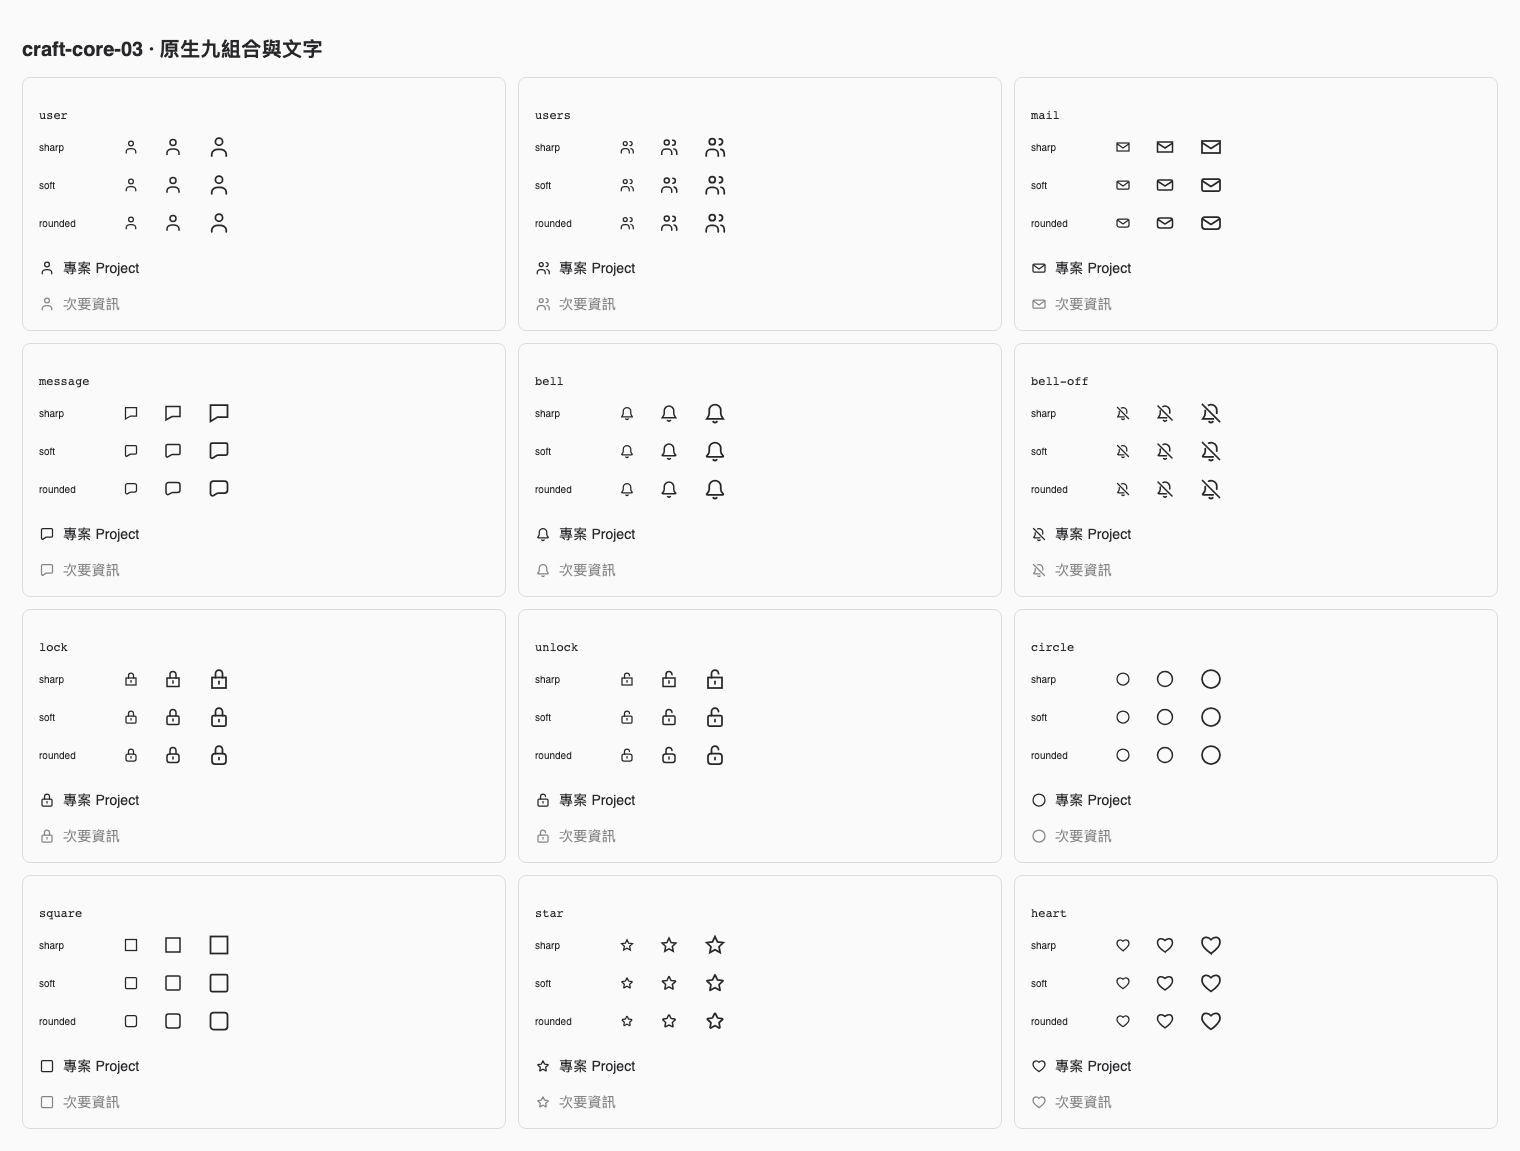 craft-core-03 · 原生九組合與文字
user
sharp
soft
rounded
專案 Project
次要資訊
users
sharp
soft
rounded
專案 Project
次要資訊
mail
sharp
soft
rounded
專案 Project
次要資訊
message
sharp
soft
rounded
專案 Project
次要資訊
bell
sharp
soft
rounded
專案 Project
次要資訊
bell-off
sharp
soft
rounded
專案 Project
次要資訊
lock
sharp
soft
rounded
專案 Project
次要資訊
unlock
sharp
soft
rounded
專案 Project
次要資訊
circle
sharp
soft
rounded
專案 Project
次要資訊
square
sharp
soft
rounded
專案 Project
次要資訊
star
sharp
soft
rounded
專案 Project
次要資訊
heart
sharp
soft
rounded
專案 Project
次要資訊